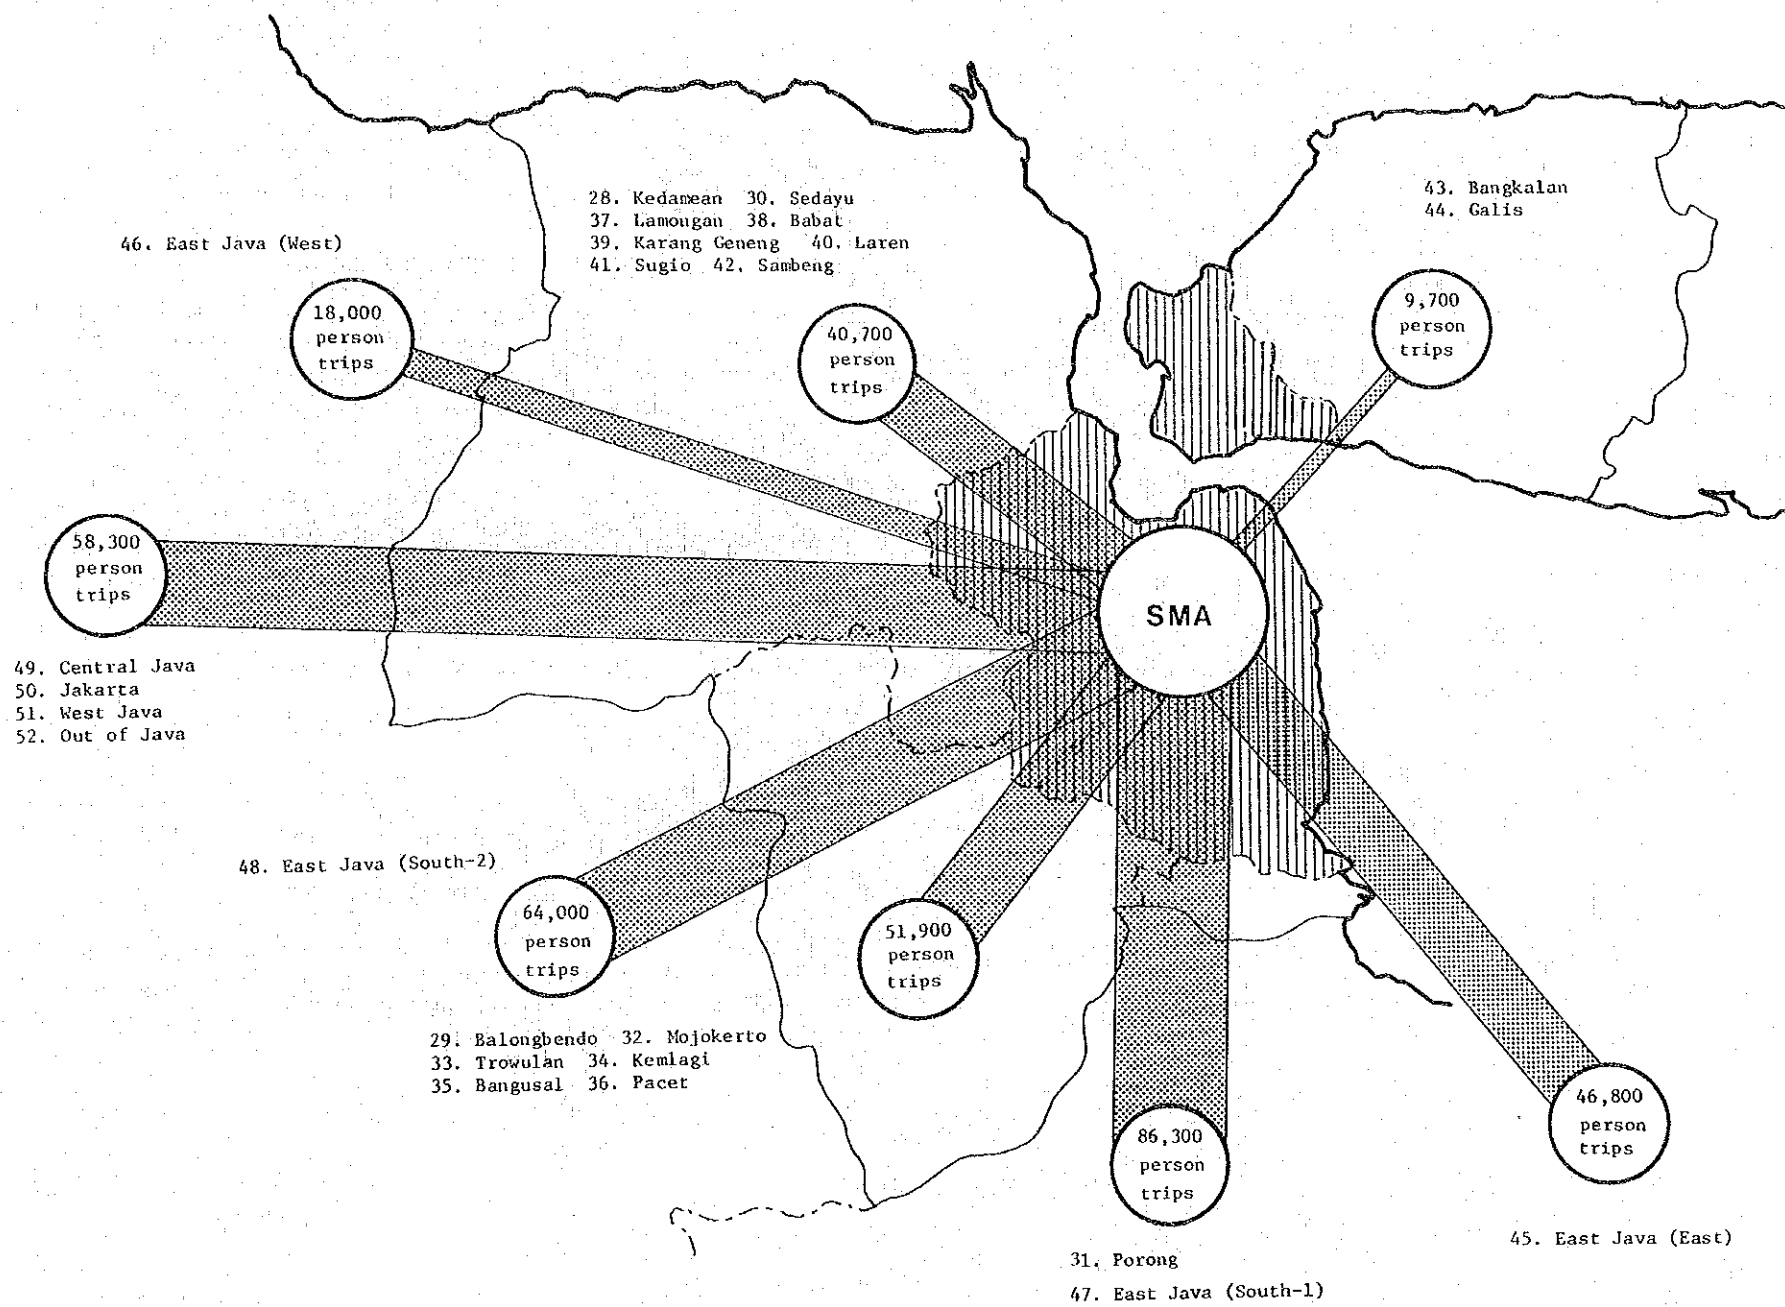 28. Kedamean 30. Sedayu
37. Lamongan 38. Babat
39. Karang Geneng 40. Laren
41. Sugio 42. Sambeng
43. Bangkalan
44. Galis
46. East Java (West)
18,000
person
trips
40,700
person
trips
9,700
person
trips
58,300
person
trips
SMA
49. Central Java
50. Jakarta
51. West Java
52. Out of Java
48. East Java (South-2)
64,000
person
trips
51,900
person
trips
29. Balongbendo 32. Mojokerto
33. Trowulan 34. Kemlagi
35. Bangusal 36. Pacet
86,300
person
trips
46,800
person
trips
45. East Java (East)
31. Porong
47. East Java (South-1)